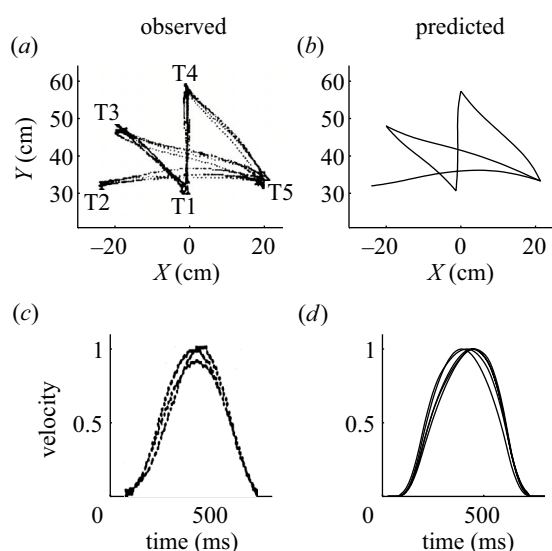 observed
predicted
(a)
(b)
60
50
40
30
Y (cm)
T4
T3
T2
T1
T5
–20
0
20
X (cm)
60
50
40
30
–20
0
20
X (cm)
(c)
(d)
velocity
1
0.5
0
500
time (ms)
1
0.5
0
500
time (ms)